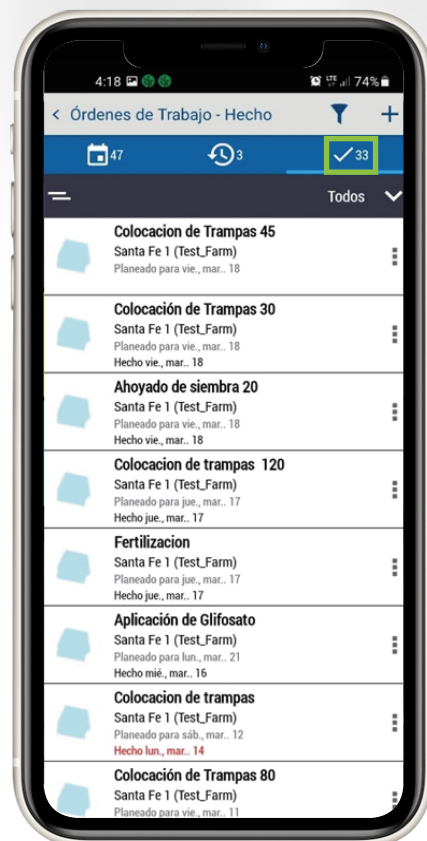 4:18 LTE 74%
< Órdenes de Trabajo - Hecho +
47 3 33
Todos
Colocacion de Trampas 45
Santa Fe 1 (Test_Farm)
Planeado para vie., mar.. 18
Colocación de Trampas 30
Santa Fe 1 (Test_Farm)
Planeado para vie., mar.. 18
Hecho vie., mar.. 18
Ahoyado de siembra 20
Santa Fe 1 (Test_Farm)
Planeado para vie., mar.. 18
Hecho vie., mar.. 18
Colocacion de trampas 120
Santa Fe 1 (Test_Farm)
Planeado para jue., mar.. 17
Hecho jue., mar.. 17
Fertilizacion
Santa Fe 1 (Test_Farm)
Planeado para jue., mar.. 17
Hecho jue., mar.. 17
Aplicación de Glifosato
Santa Fe 1 (Test_Farm)
Planeado para lun., mar.. 21
Hecho mié., mar.. 16
Colocacion de trampas
Santa Fe 1 (Test_Farm)
Planeado para sáb., mar.. 12
Hecho lun., mar.. 14
Colocación de Trampas 80
Santa Fe 1 (Test_Farm)
Planeado para vie., mar.. 11